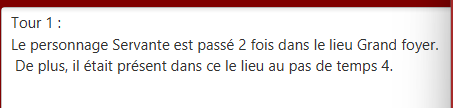 Tour 1 :
Le personnage Servante est passé 2 fois dans le lieu Grand foyer.
De plus, il était présent dans ce le lieu au pas de temps 4.